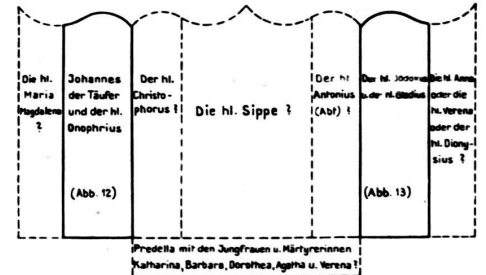 Die hl.
Maria
Magdalena
?
Johannes
der Täufer
und der hl.
Onophrius
(Abb. 12)
Der hl.
Christo-
phorus ?
Die hl. Sippe ?
Der hl
Antonius
(Abt) ?
Der hl. Jodokus
u. der hl.
(Abb. 13)
Die hl. Anna
oder die
hl. Verena
oder der
hl. Diony-
sius ?
Predella mit den Jungfrauen u. Märtyrerinnen
Katharina, Barbara, Dorothea, Agatha u. Verena?